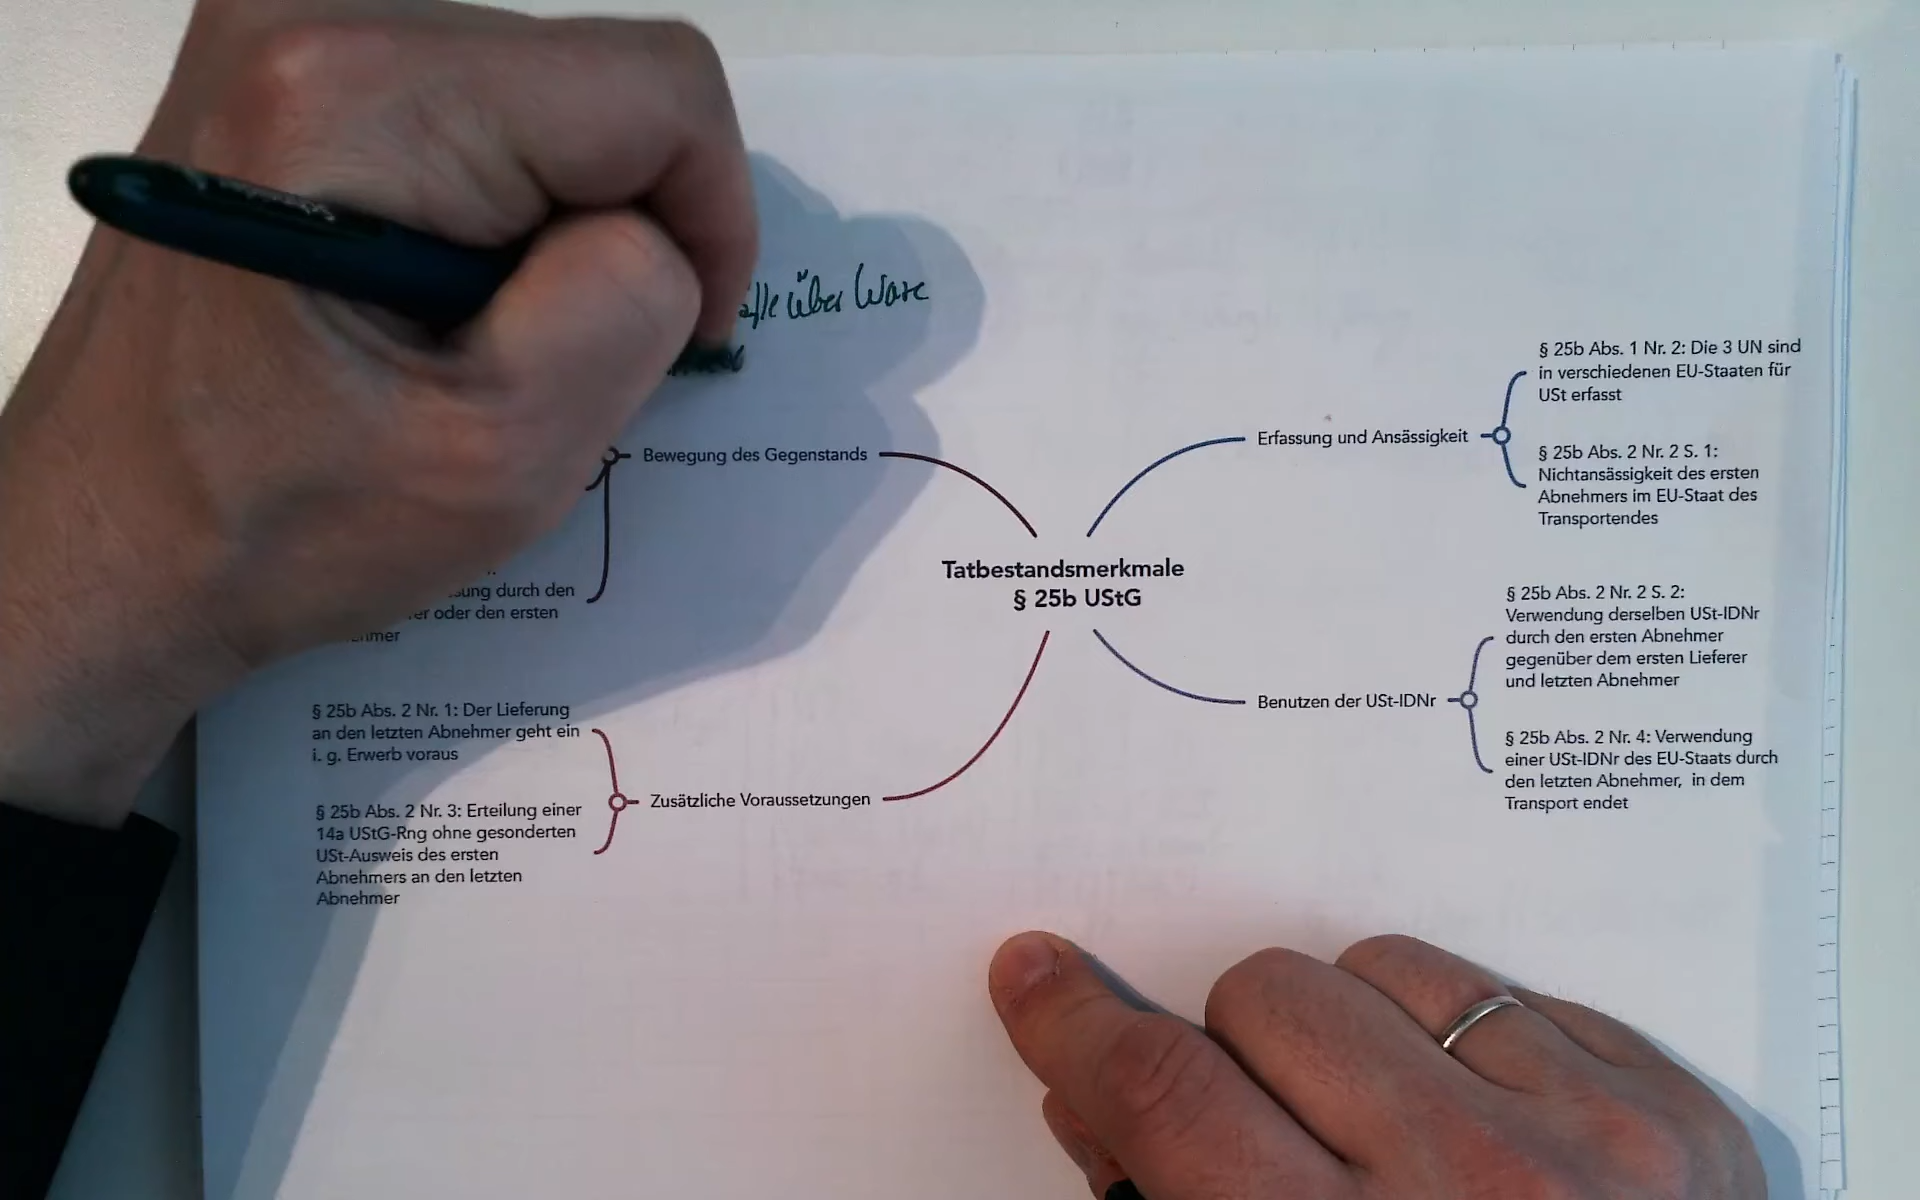 über Ware
Bewegung des Gegenstands
durch den
oder den ersten
§ 25b Abs. 2 Nr. 1: Der Lieferung
an den letzten Abnehmer geht ein
i. g. Erwerb voraus
§ 25b Abs. 2 Nr. 3: Erteilung einer
14a UStG-Rng ohne gesonderten
USt-Ausweis des ersten
Abnehmers an den letzten
Abnehmer
Zusätzliche Voraussetzungen
Tatbestandsmerkmale
§ 25b UStG
Erfassung und Ansässigkeit
§ 25b Abs. 1 Nr. 2: Die 3 UN sind
in verschiedenen EU-Staaten für
USt erfasst
§ 25b Abs. 2 Nr. 2 S. 1:
Nichtansässigkeit des ersten
Abnehmers im EU-Staat des
Transportendes
Benutzen der USt-IDNr
§ 25b Abs. 2 Nr. 2 S. 2:
Verwendung derselben USt-IDNr
durch den ersten Abnehmer
gegenüber dem ersten Lieferer
und letzten Abnehmer
§ 25b Abs. 2 Nr. 4: Verwendung
einer USt-IDNr des EU-Staats durch
den letzten Abnehmer, in dem
Transport endet